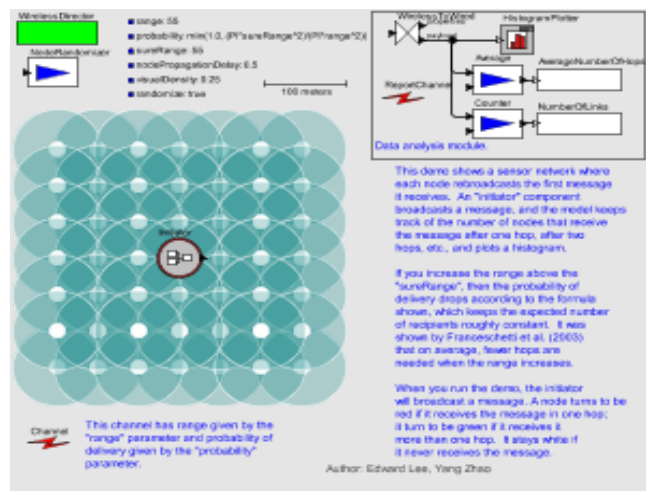 WirelessDirector
range: 55
probability: min(1.0, (PI*sureRange^2)/(PI*range^2))
sureRange: 55
nodePropagationDelay: 0.5
visualDensity: 0.25
randomize: true
NodeRandomizer
100 meters
WirelessToWired
properties
payload
HistogramPlotter
Average
AverageNumberOfHops
ReportChannel
Counter
NumberOfLinks
Data analysis module.
Initiator
This demo shows a sensor network where
each node rebroadcasts the first message
it receives. An "initiator" component
broadcasts a message, and the model keeps
track of the number of nodes that receive
the message after one hop, after two
hops, etc., and plots a histogram.
If you increase the range above the
"sureRange", then the probability of
delivery drops according to the formula
shown, which keeps the expected number
of recipients roughly constant. It was
shown by Franceschetti et al. (2003)
that on average, fewer hops are
needed when the range increases.
When you run the demo, the initiator
will broadcast a message. A node turns to be
red if it receives the message in one hop;
it turn to be green if it receives it
more than one hop. It stays white if
it never receives the message.
Channel
This channel has range given by the
"range" parameter and probability of
delivery given by the "probability"
parameter.
Author: Edward Lee, Yang Zhao